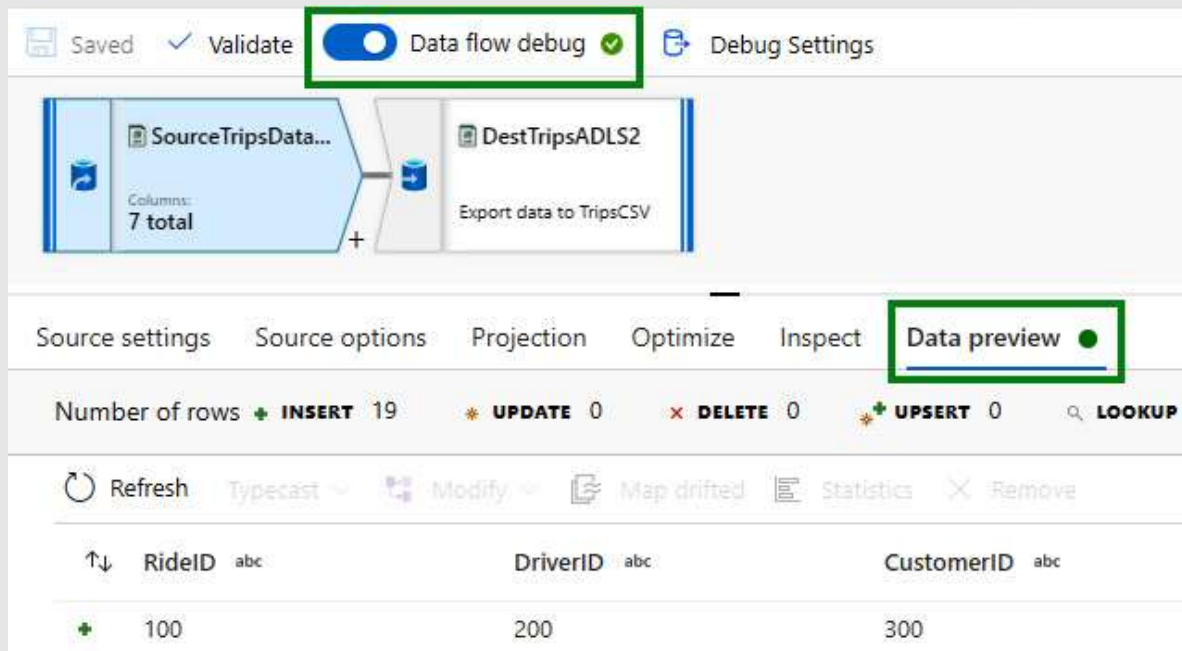 Saved Validate Data flow debug Debug Settings
SourceTripsData... DestTripsADLS2
Columns:
7 total Export data to TripsCSV
+
Source settings Source options Projection Optimize Inspect Data preview
Number of rows + INSERT 19 * UPDATE 0 × DELETE 0 *+ UPSERT 0 LOOKUP
Refresh Typecast Modify Map drifted Statistics × Remove
↑↓ RideID abc DriverID abc CustomerID abc
+ 100 200 300